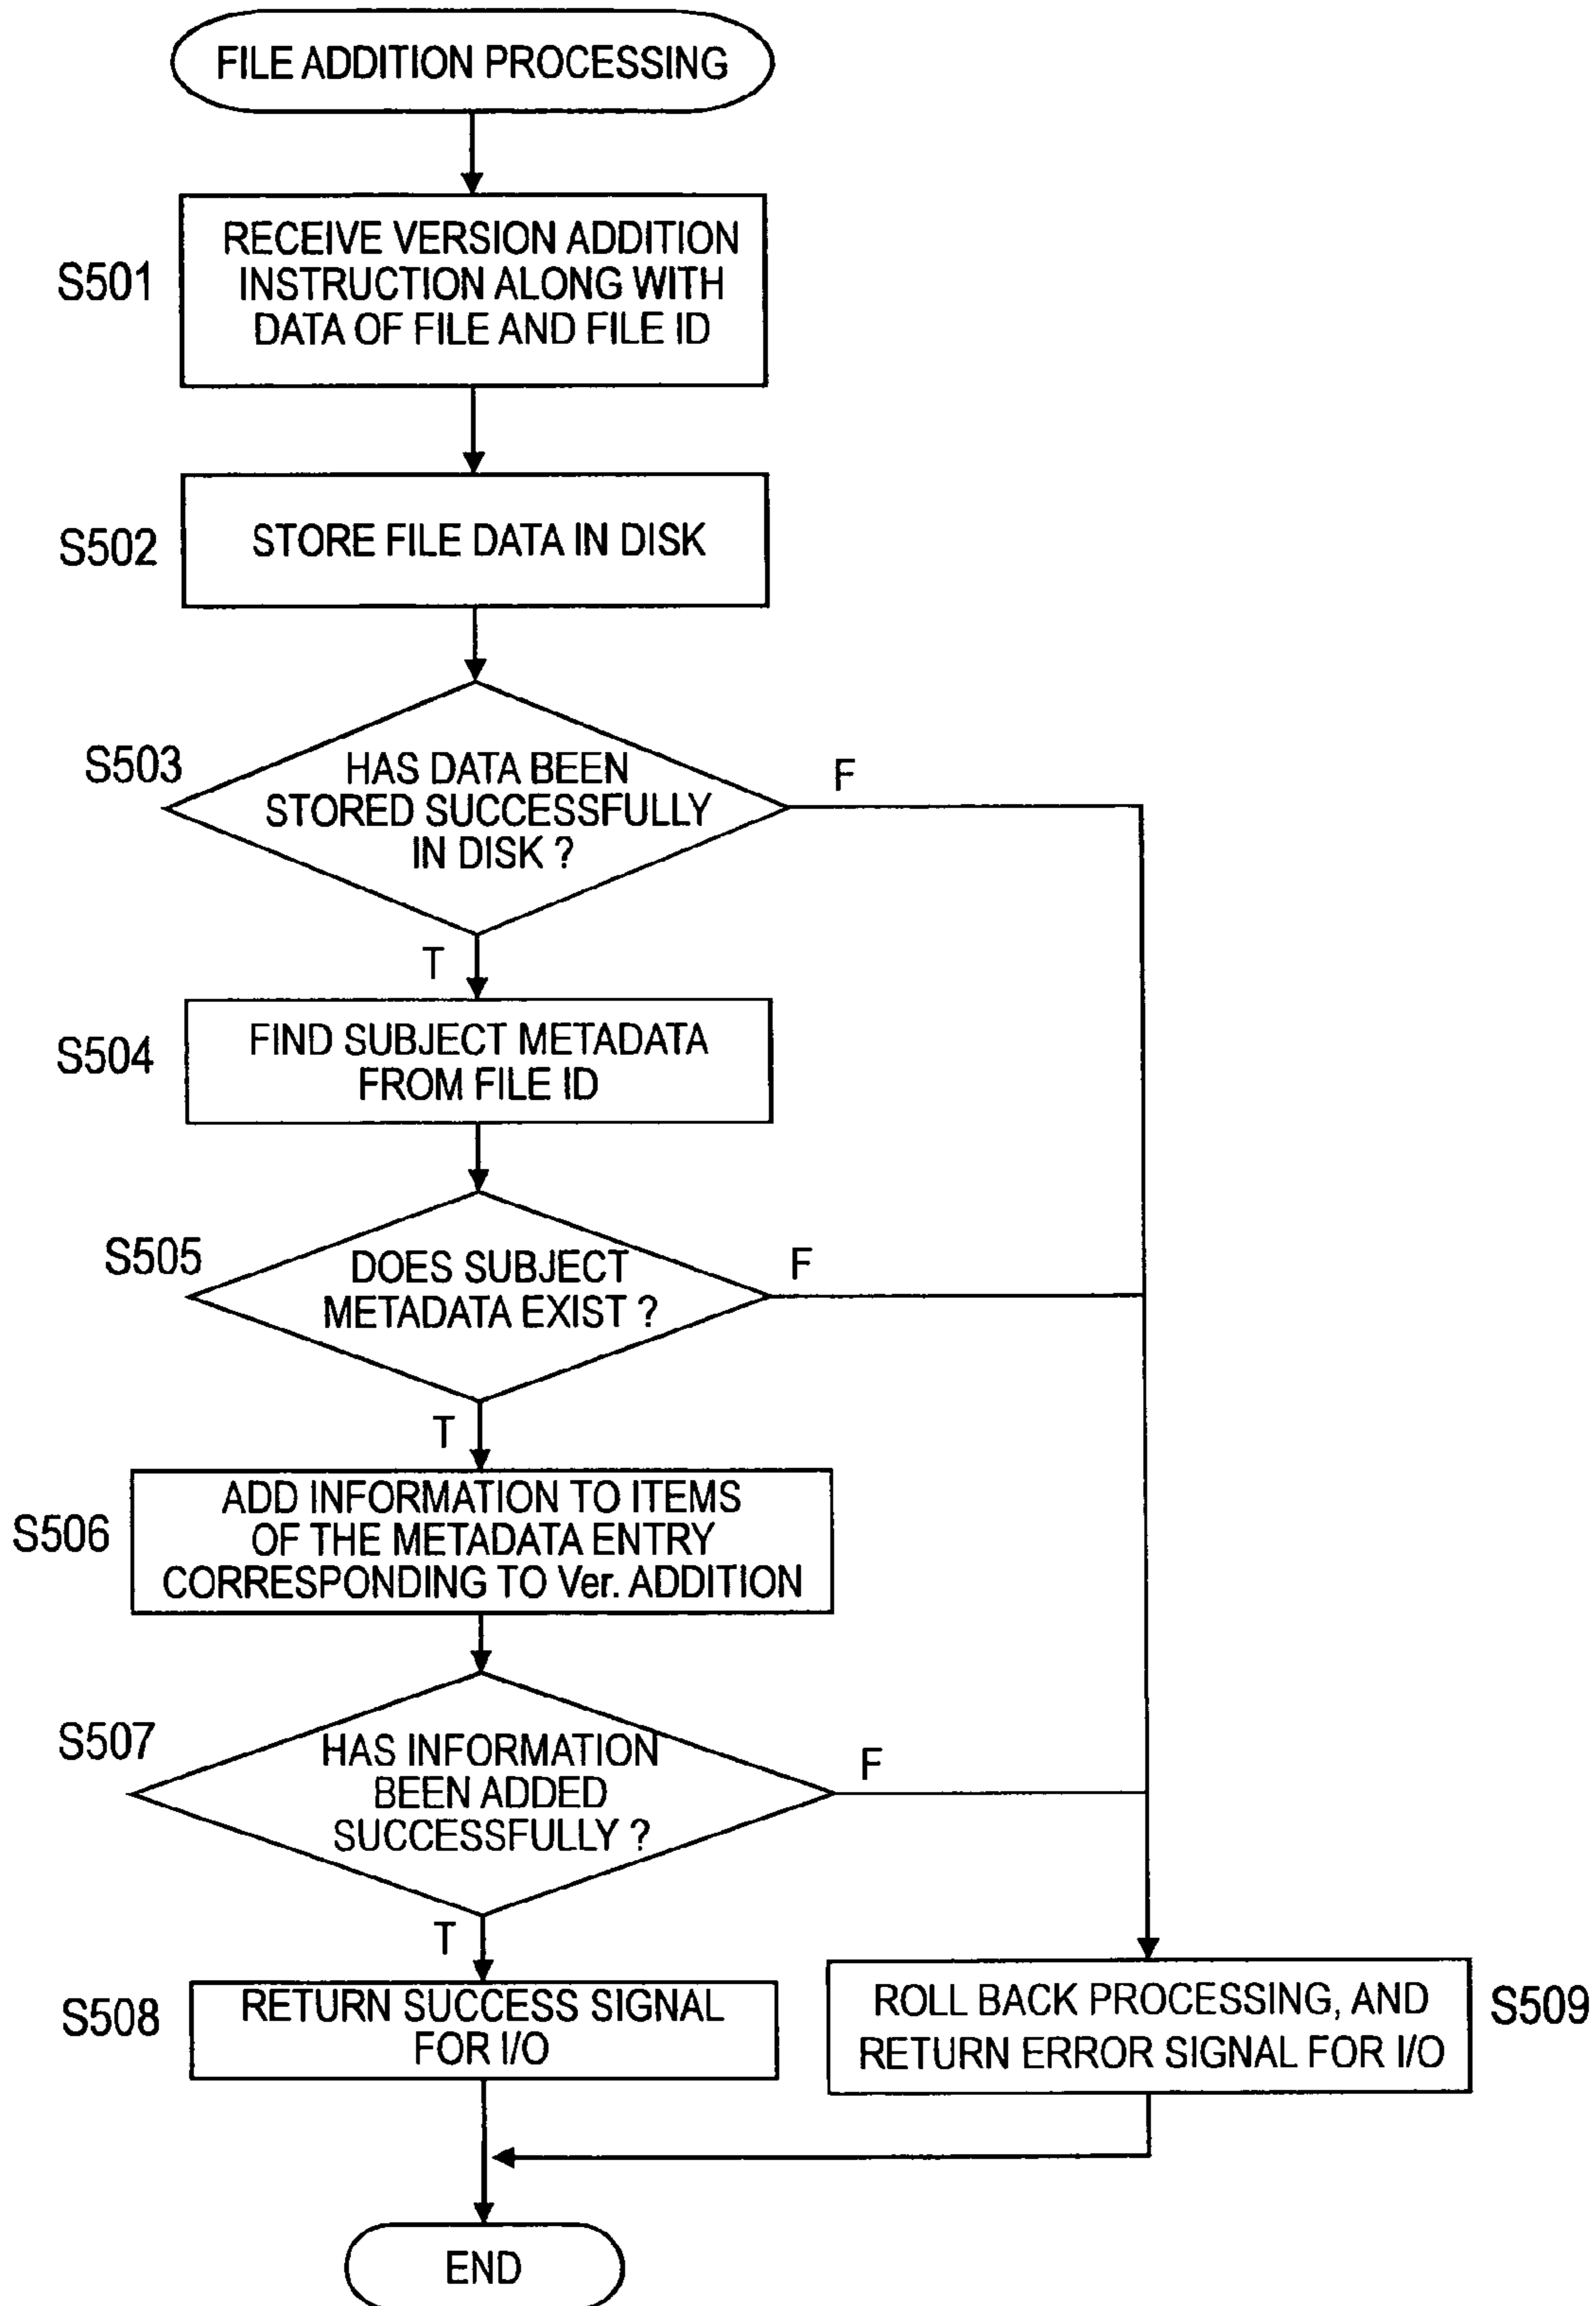 FILE ADDITION PROCESSING
S501
RECEIVE VERSION ADDITION
INSTRUCTION ALONG WITH
DATA OF FILE AND FILE ID
S502
STORE FILE DATA IN DISK
S503
HAS DATA BEEN
STORED SUCCESSFULLY
IN DISK ?
F
T
S504
FIND SUBJECT METADATA
FROM FILE ID
S505
DOES SUBJECT
METADATA EXIST ?
F
T
S506
ADD INFORMATION TO ITEMS
OF THE METADATA ENTRY
CORRESPONDING TO Ver. ADDITION
S507
HAS INFORMATION
BEEN ADDED
SUCCESSFULLY ?
F
T
S508
RETURN SUCCESS SIGNAL
FOR I/O
ROLL BACK PROCESSING, AND
RETURN ERROR SIGNAL FOR I/O
S509
END